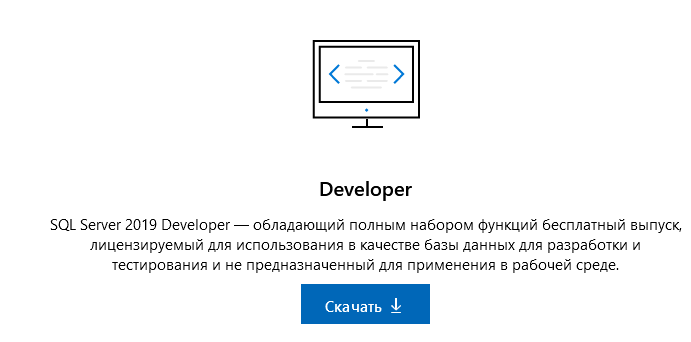 Developer
SQL Server 2019 Developer — обладающий полным набором функций бесплатный выпуск,
лицензируемый для использования в качестве базы данных для разработки и
тестирования и не предназначенный для применения в рабочей среде.
Скачать